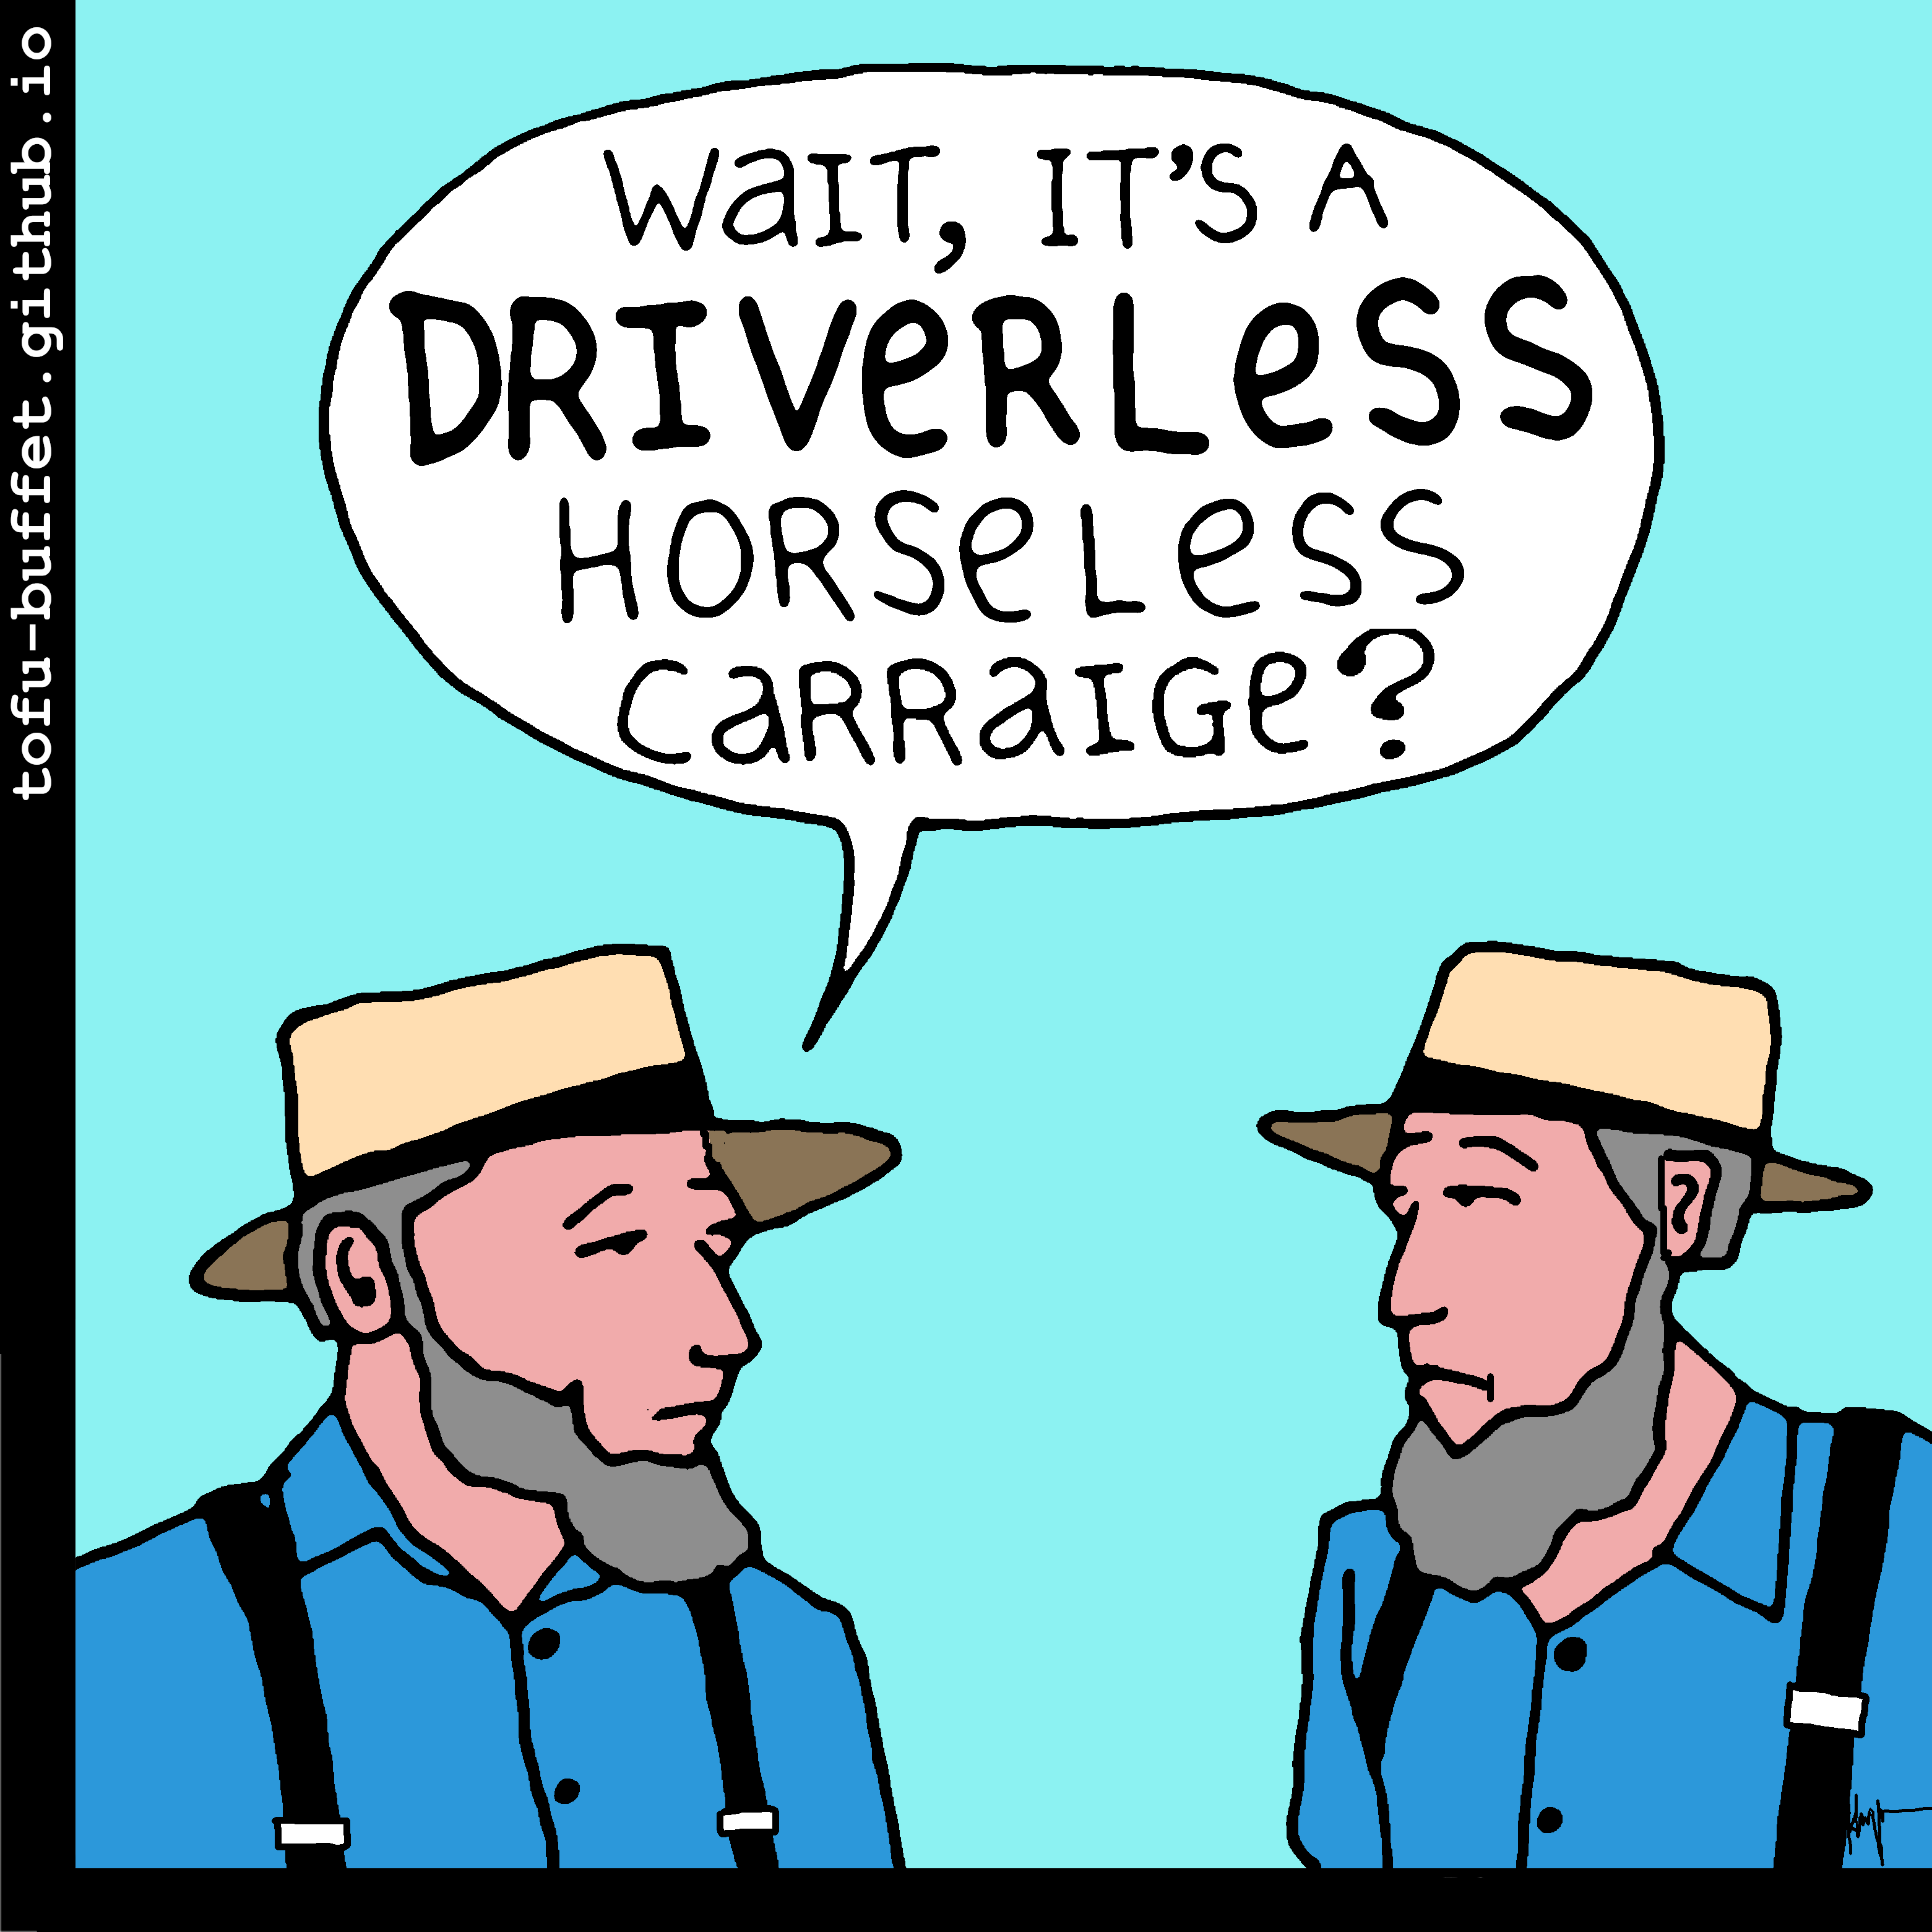 tofu-buffet.github.io
WaIT, IT'S A
DRIVeRLeSS
HORSeLeSS
CaRRaIGe?